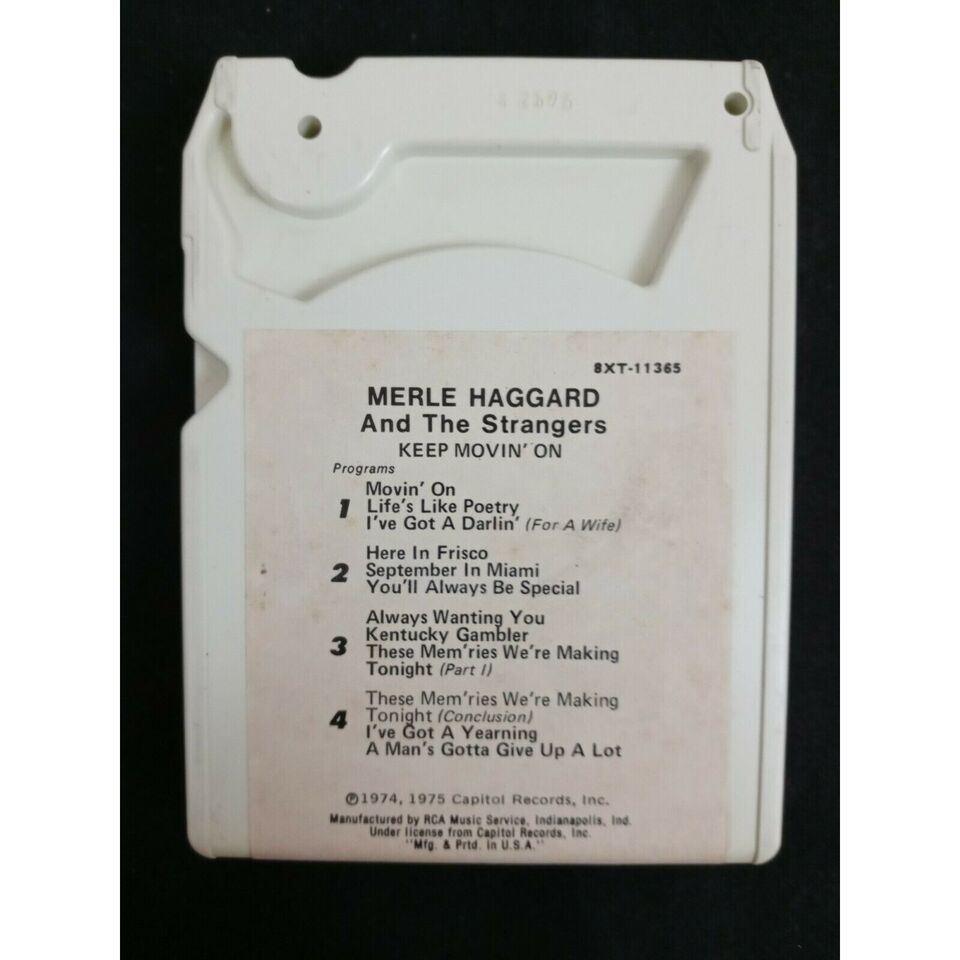 8XT-11365
MERLE HAGGARD
And The Strangers
KEEP MOVIN' ON
Programs
1
Movin' On
Life's Like Poetry
I've Got A Darlin' (For A Wife)
2
Here In Frisco
September In Miami
You'll Always Be Special
3
Always Wanting You
Kentucky Gambler
These Mem'ries We're Making
Tonight (Part I)
4
These Mem'ries We're Making
Tonight (Conclusion)
I've Got A Yearning
A Man's Gotta Give Up A Lot
℗1974, 1975 Capitol Records, Inc.
Manufactured by RCA Music Service, Indianapolis, Ind.
Under license from Capitol Records, Inc.
"Mfg. & Prtd. in U.S.A."